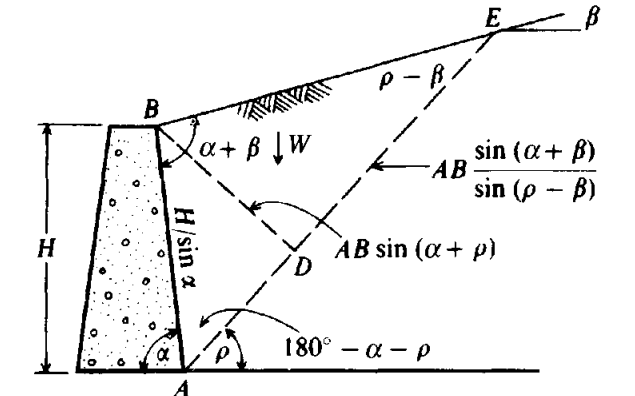 E
β
ρ − β
B
α + β ↓W
AB sin (α + β) / sin (ρ − β)
H
H/sin α
AB sin (α + ρ)
D
α
ρ
180° − α − ρ
A